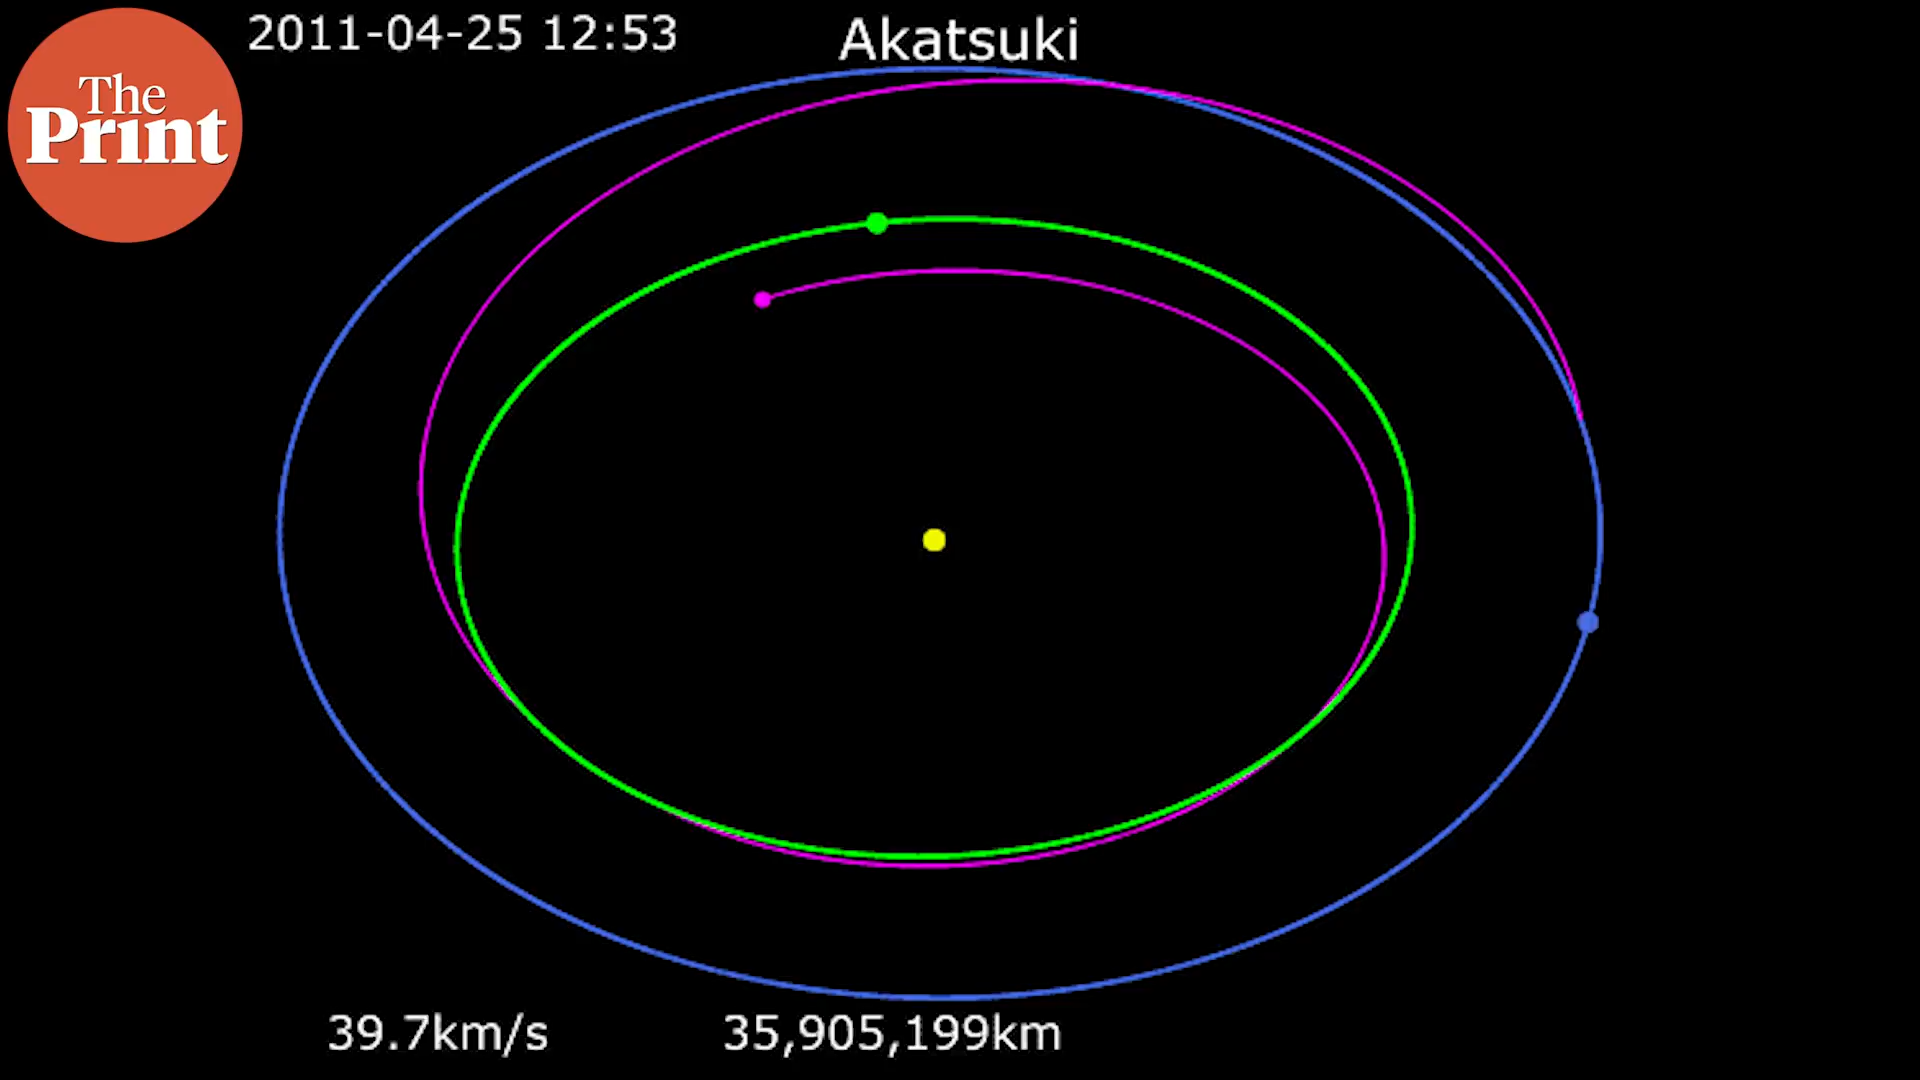 The
Print
2011-04-25 12:53
Akatsuki
39.7km/s
35,905,199km